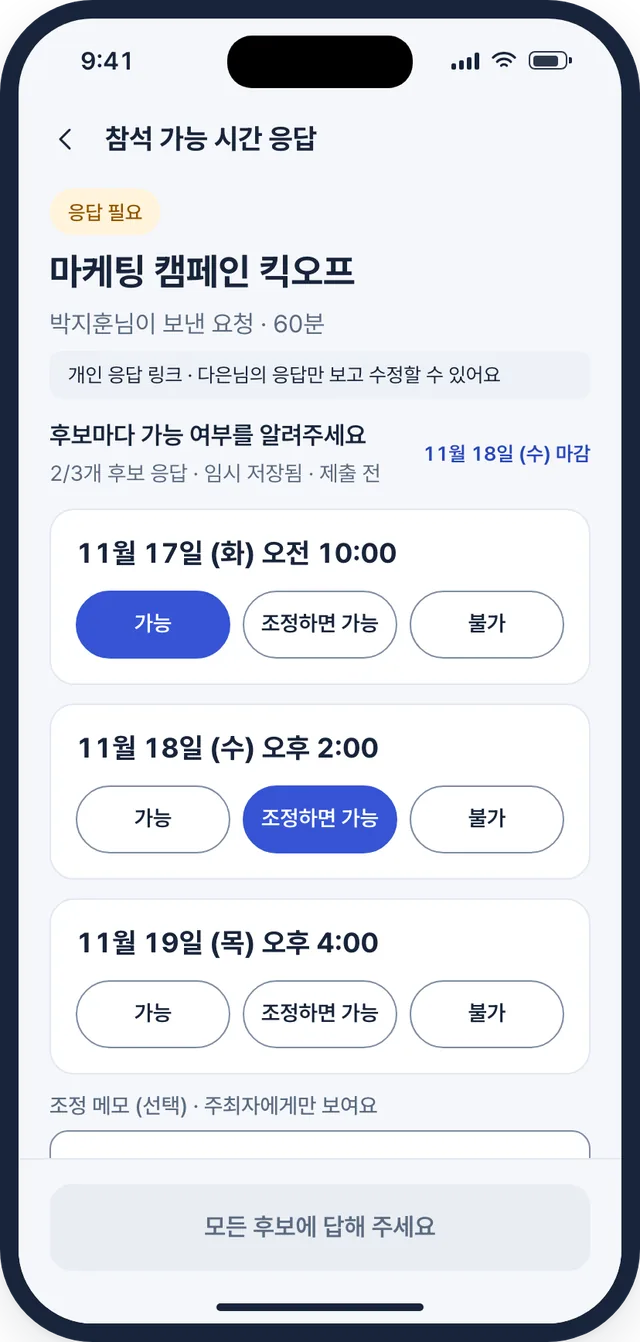 9:41
참석 가능 시간 응답
응답 필요
마케팅 캠페인 킥오프
박지훈님이 보낸 요청 · 60분
개인 응답 링크 · 다은님의 응답만 보고 수정할 수 있어요
후보마다 가능 여부를 알려주세요
2/3개 후보 응답 · 임시 저장됨 · 제출 전
11월 18일 (수) 마감
11월 17일 (화) 오전 10:00
가능 조정하면 가능 불가
11월 18일 (수) 오후 2:00
가능 조정하면 가능 불가
11월 19일 (목) 오후 4:00
가능 조정하면 가능 불가
조정 메모 (선택) · 주최자에게만 보여요
모든 후보에 답해 주세요